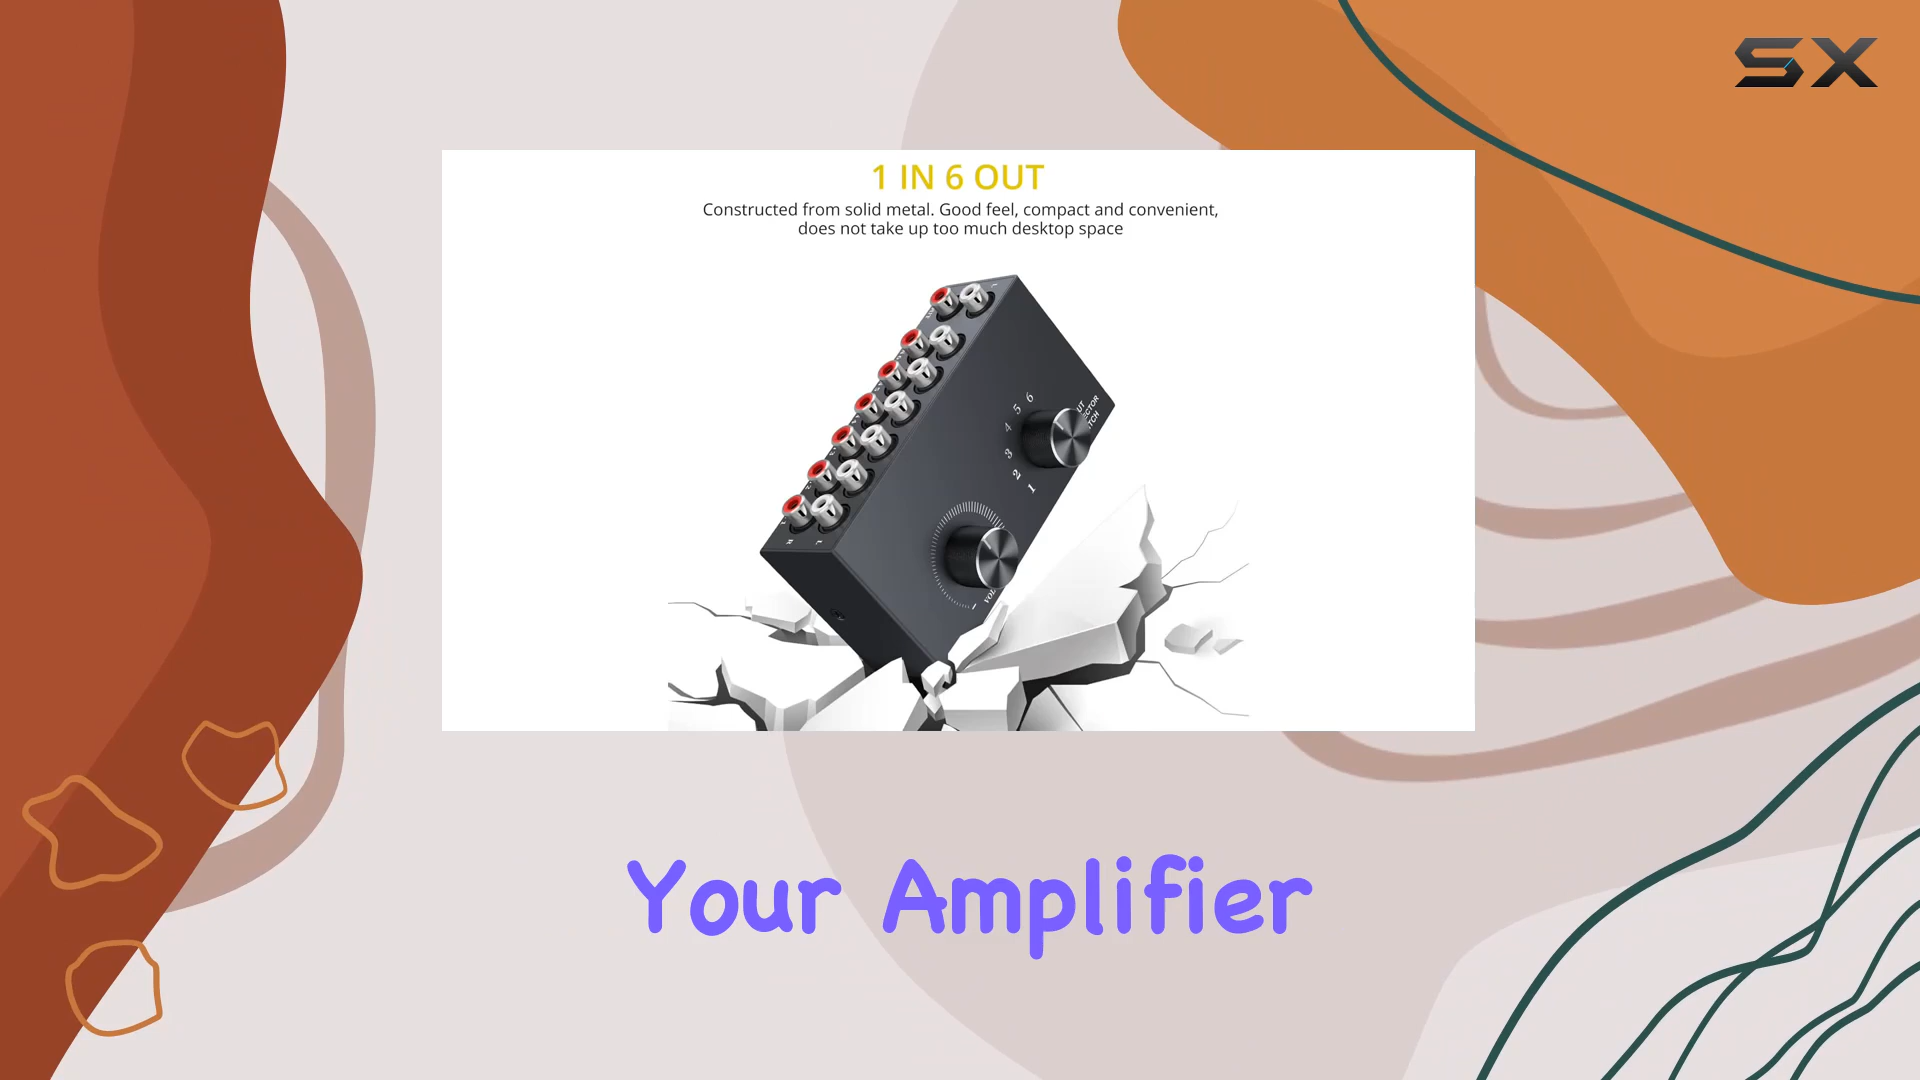 SX
1 IN 6 OUT
Constructed from solid metal. Good feel, compact and convenient,
does not take up too much desktop space
6
5
4
3
2
1
R
L
Your Amplifier